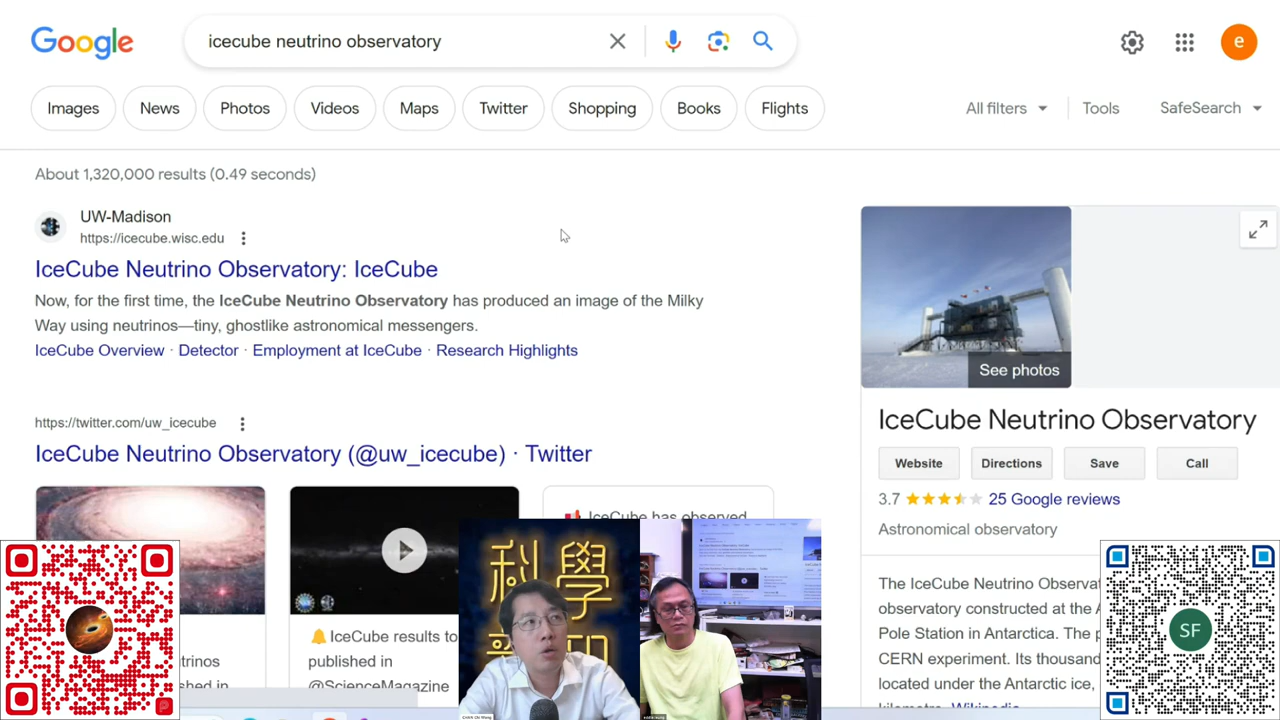 Google
icecube neutrino observatory
e
Images
News
Photos
Videos
Maps
Twitter
Shopping
Books
Flights
All filters
Tools
SafeSearch
About 1,320,000 results (0.49 seconds)
UW-Madison
https://icecube.wisc.edu
IceCube Neutrino Observatory: IceCube
Now, for the first time, the IceCube Neutrino Observatory has produced an image of the Milky
Way using neutrinos—tiny, ghostlike astronomical messengers.
IceCube Overview · Detector · Employment at IceCube · Research Highlights
https://twitter.com/uw_icecube
IceCube Neutrino Observatory (@uw_icecube) · Twitter
IceCube has observed
IceCube results to
published in
@ScienceMagazine
See photos
IceCube Neutrino Observatory
Website
Directions
Save
Call
3.7
25 Google reviews
Astronomical observatory
The IceCube Neutrino Observat
observatory constructed at the A
Pole Station in Antarctica. The p
CERN experiment. Its thousand
located under the Antarctic ice,
Wikipedia
科學
SF